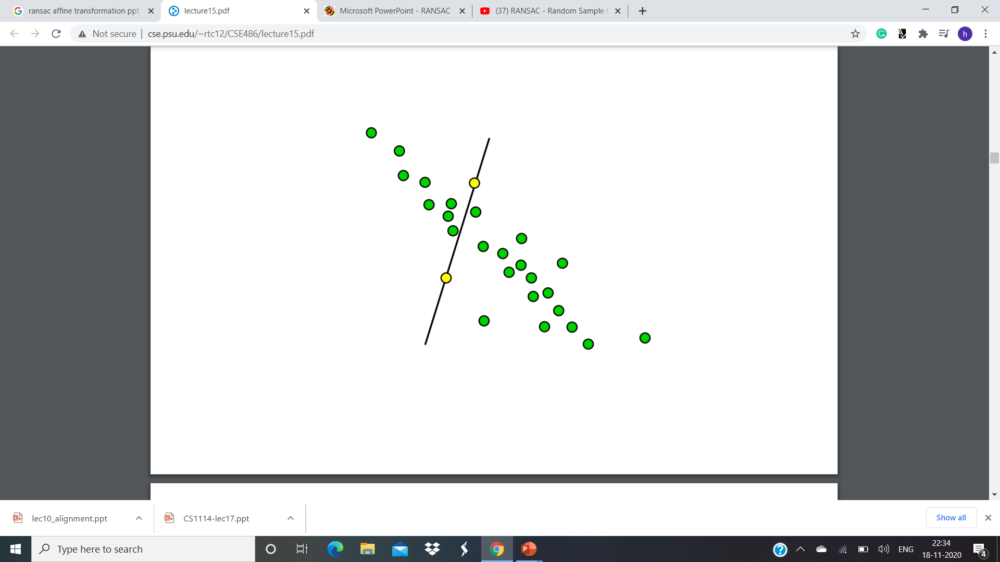 ransac affine transformation ppt
lecture15.pdf
Microsoft PowerPoint - RANSAC
(37) RANSAC - Random Sample
Not secure
cse.psu.edu/~rtc12/CSE486/lecture15.pdf
h
lec10_alignment.ppt
CS1114-lec17.ppt
Show all
Type here to search
ENG
22:34
18-11-2020
4